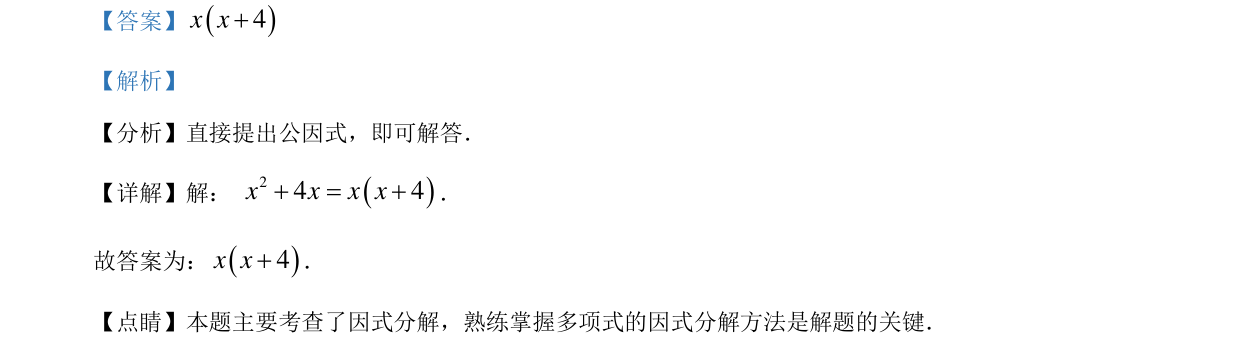 【答案】x(x+4)
【解析】
【分析】直接提出公因式，即可解答．
【详解】解： x²+4x=x(x+4)．
故答案为：x(x+4)．
【点睛】本题主要考查了因式分解，熟练掌握多项式的因式分解方法是解题的关键．